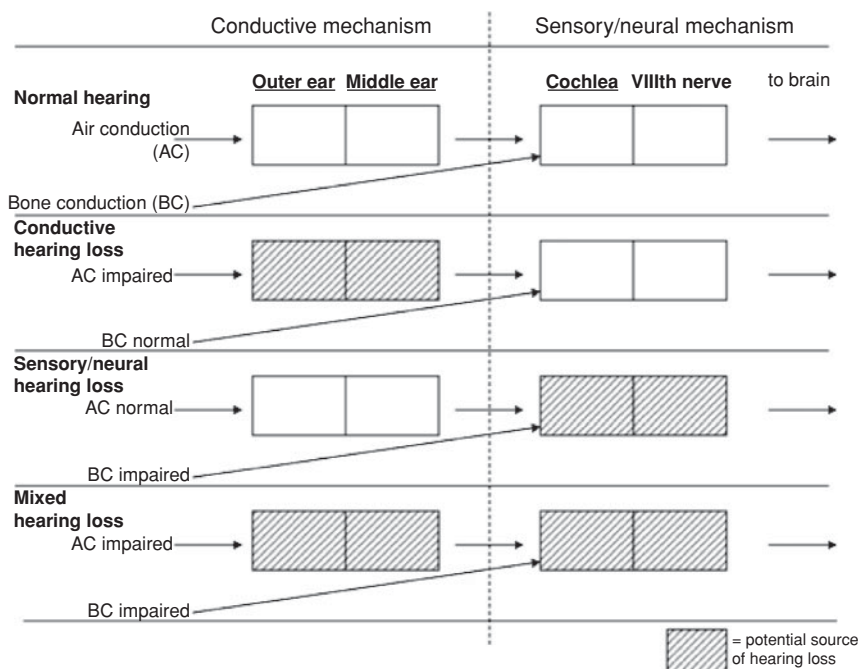 Conductive mechanism
Sensory/neural mechanism
Outer ear Middle ear
Cochlea VIIIth nerve
to brain
Normal hearing
Air conduction
(AC)
Bone conduction (BC)
Conductive
hearing loss
AC impaired
BC normal
Sensory/neural
hearing loss
AC normal
BC impaired
Mixed
hearing loss
AC impaired
BC impaired
= potential source
of hearing loss